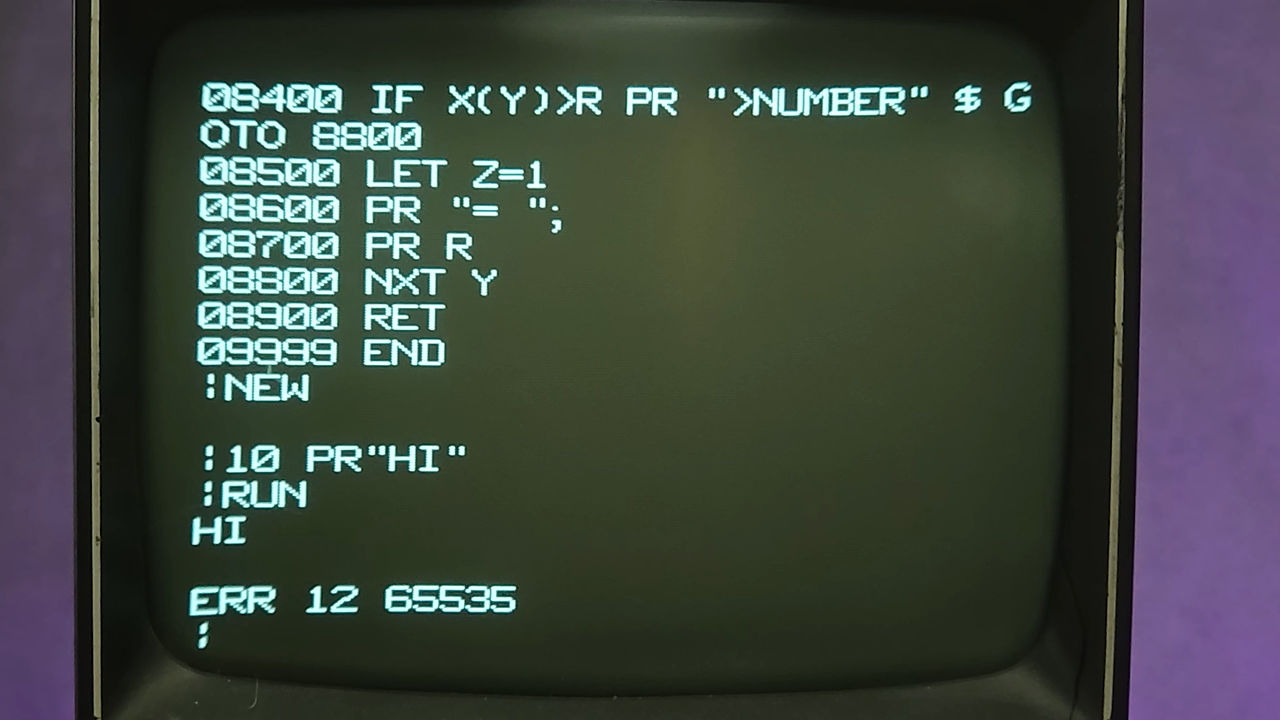 08400 IF X(Y)>R PR ">NUMBER" $ G
OTO 8800
08500 LET Z=1
08600 PR "= ";
08700 PR R
08800 NXT Y
08900 RET
09999 END
:NEW
:10 PR"HI"
:RUN
HI
ERR 12 65535
: